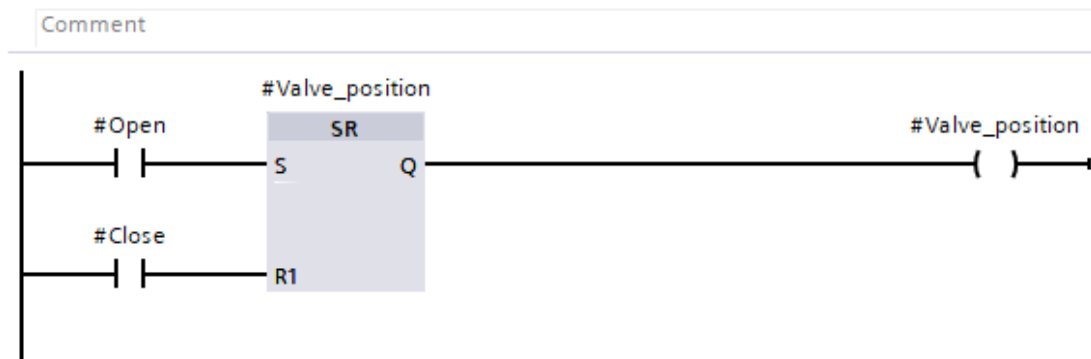 Comment
#Valve_position
#Open
SR
#Valve_position
S
Q
#Close
R1